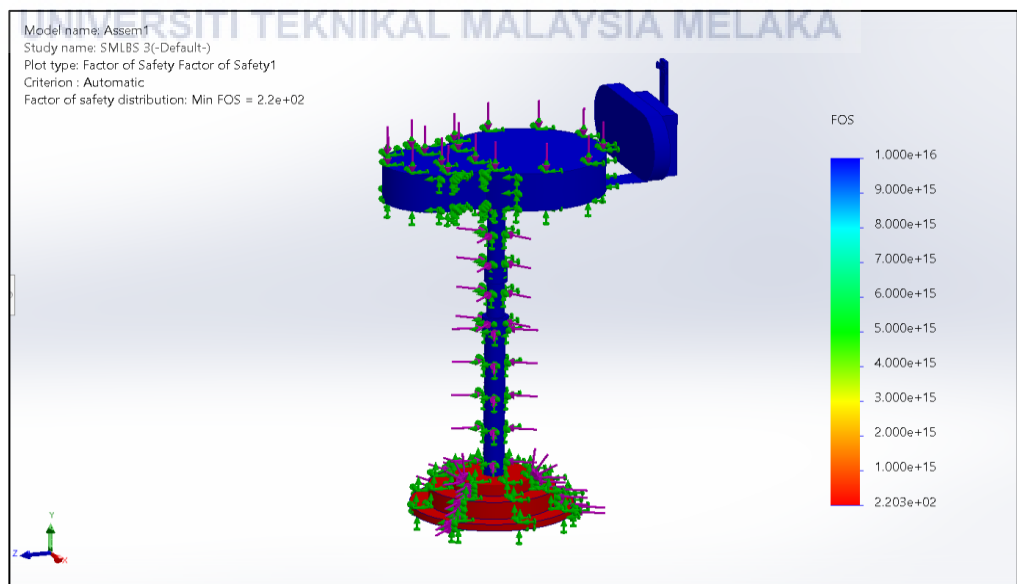 UNIVERSITI TEKNIKAL MALAYSIA MELAKA
Model name: Assem1
Study name: SMLBS 3(-Default-)
Plot type: Factor of Safety Factor of Safety1
Criterion : Automatic
Factor of safety distribution: Min FOS = 2.2e+02
FOS
1.000e+16
9.000e+15
8.000e+15
7.000e+15
6.000e+15
5.000e+15
4.000e+15
3.000e+15
2.000e+15
1.000e+15
2.203e+02
Y
Z
X